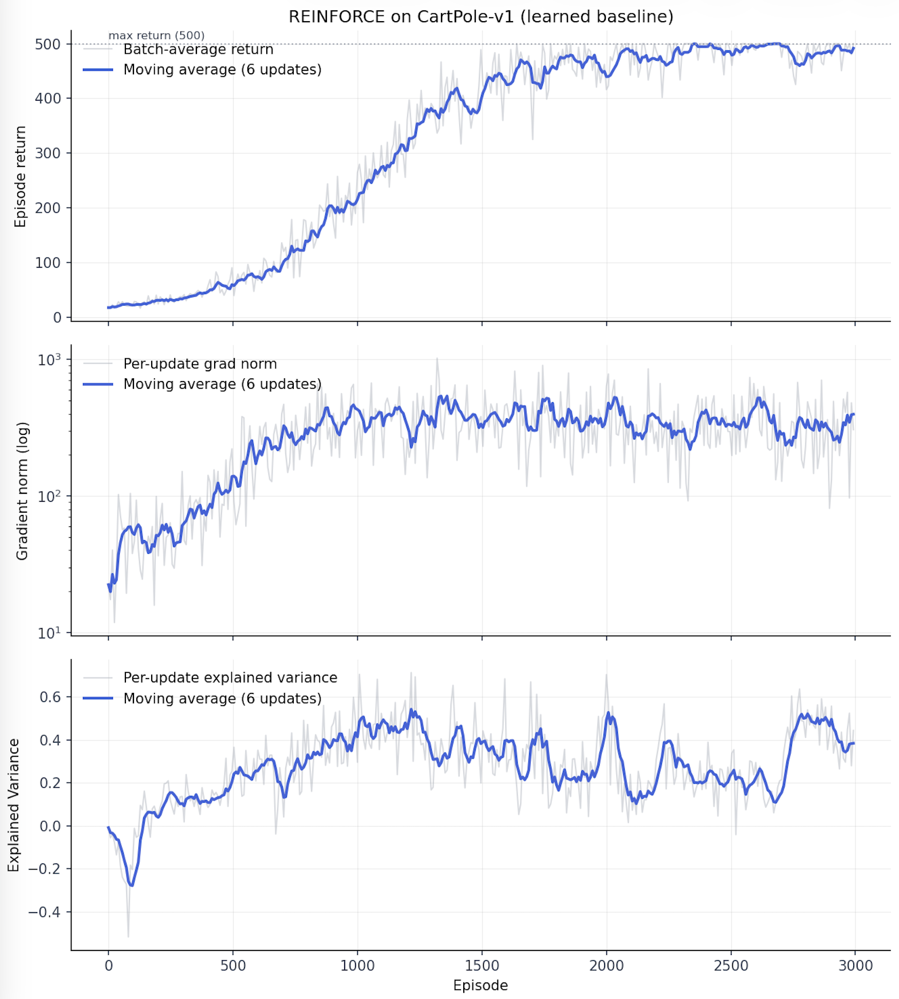 REINFORCE on CartPole-v1 (learned baseline)
max return (500)
Batch-average return
Moving average (6 updates)
Episode return
500
400
300
200
100
0
Per-update grad norm
Moving average (6 updates)
Gradient norm (log)
10³
10²
10¹
Per-update explained variance
Moving average (6 updates)
Explained Variance
0.6
0.4
0.2
0.0
−0.2
−0.4
0 500 1000 1500 2000 2500 3000
Episode